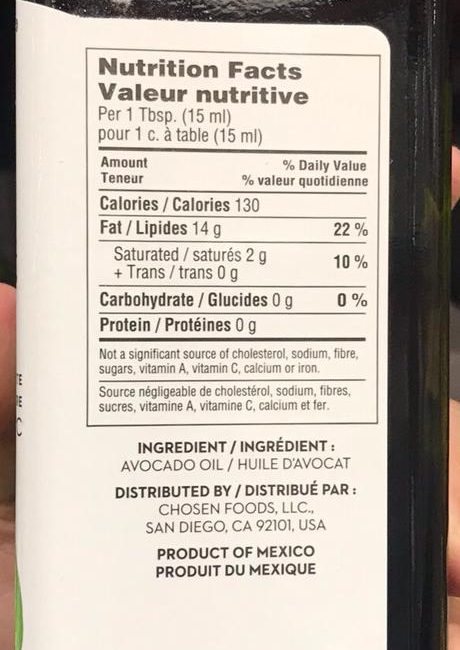 Nutrition Facts
Valeur nutritive
Per 1 Tbsp. (15 ml)
pour 1 c. à table (15 ml)
Amount % Daily Value
Teneur % valeur quotidienne
Calories / Calories 130
Fat / Lipides 14 g 22 %
Saturated / saturés 2 g
+ Trans / trans 0 g 10 %
Carbohydrate / Glucides 0 g 0 %
Protein / Protéines 0 g
Not a significant source of cholesterol, sodium, fibre,
sugars, vitamin A, vitamin C, calcium or iron.
Source négligeable de cholestérol, sodium, fibres,
sucres, vitamine A, vitamine C, calcium et fer.
INGREDIENT / INGRÉDIENT :
AVOCADO OIL / HUILE D'AVOCAT
DISTRIBUTED BY / DISTRIBUÉ PAR :
CHOSEN FOODS, LLC.,
SAN DIEGO, CA 92101, USA
PRODUCT OF MEXICO
PRODUIT DU MEXIQUE